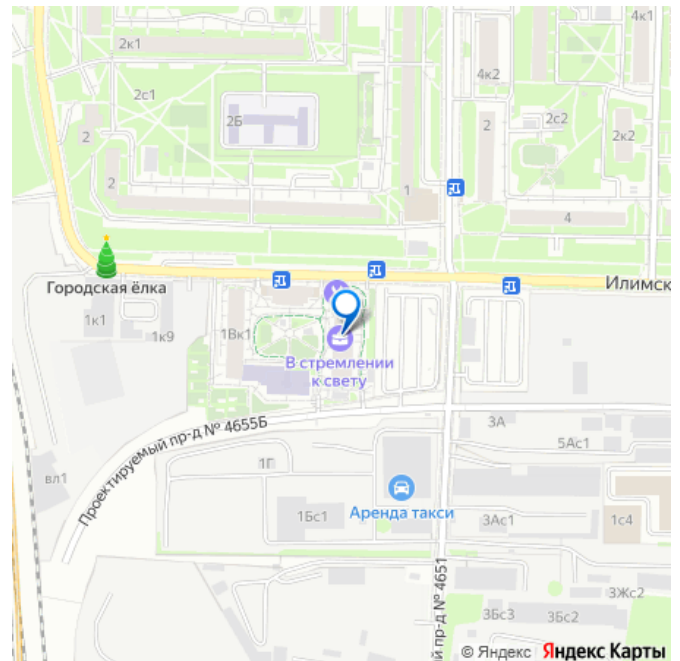 2к1
4к1
4к2
2с1
2Б
2
2с2
2
2к2
2
1
4
Илимск
Городская ёлка
1к1
1к9
1Вк1
В стремлении
к свету
Проектируемый пр-д № 4655Б
3А
5Ас1
1Г
вл1
Аренда такси
1Бс1
3Ас1
1с4
3Жс2
й пр-д № 4651
3Бс3
3Бс2
© Яндекс Яндекс Карты